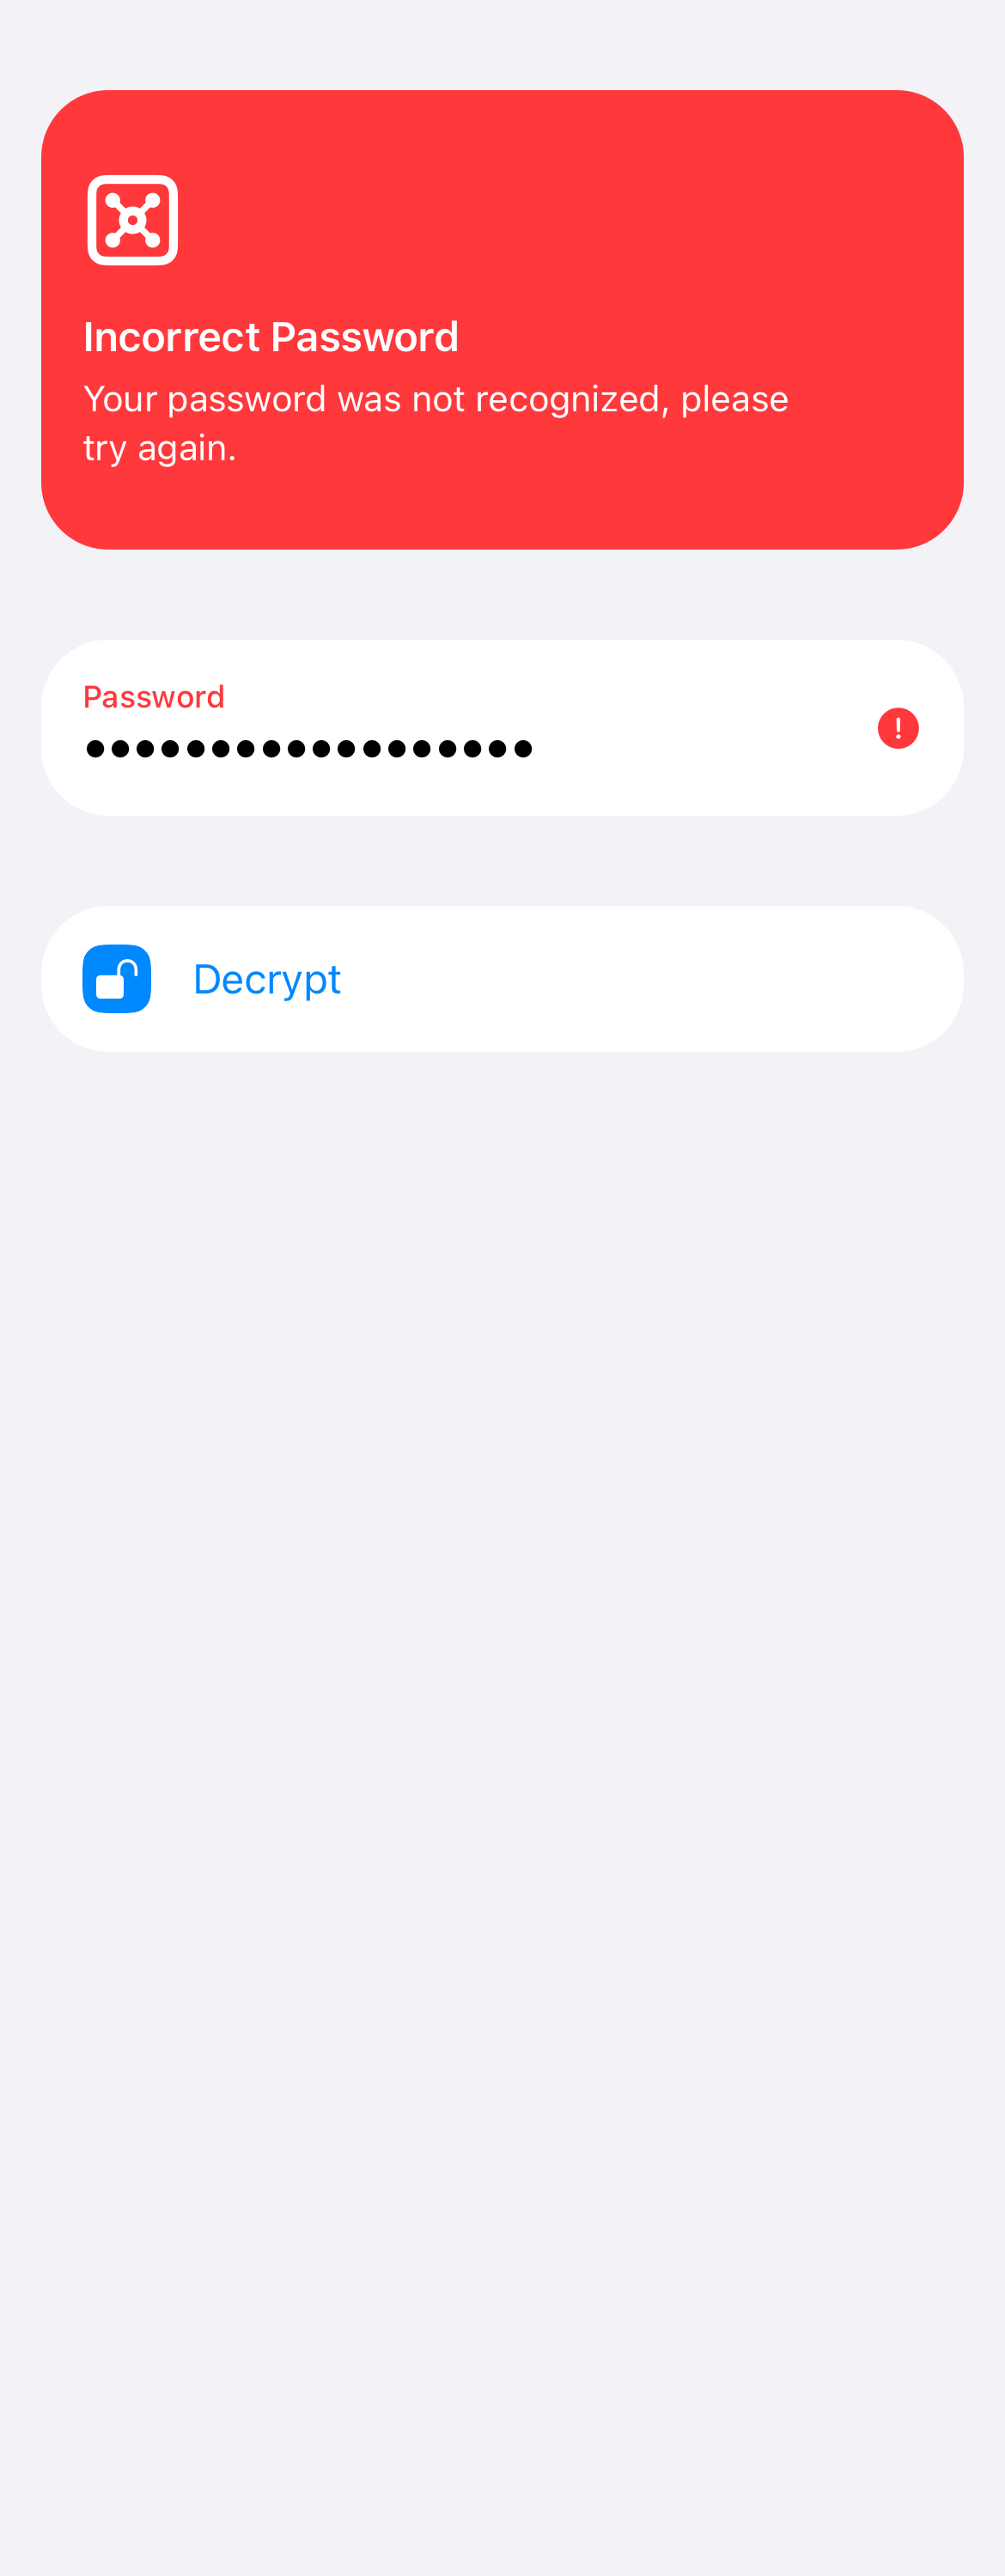 Incorrect Password
Your password was not recognized, please
try again.
Password
••••••••••••••••••
Decrypt